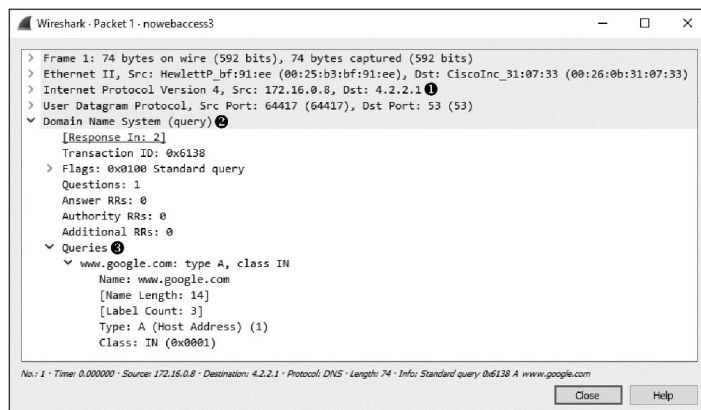 Wireshark · Packet 1 · nowebaccess3
Frame 1: 74 bytes on wire (592 bits), 74 bytes captured (592 bits)
Ethernet II, Src: HewlettP_bf:91:ee (00:25:b3:bf:91:ee), Dst: CiscoInc_31:07:33 (00:26:0b:31:07:33)
Internet Protocol Version 4, Src: 172.16.0.8, Dst: 4.2.2.1 ❶
User Datagram Protocol, Src Port: 64417 (64417), Dst Port: 53 (53)
Domain Name System (query) ❷
[Response In: 2]
Transaction ID: 0x6138
Flags: 0x0100 Standard query
Questions: 1
Answer RRs: 0
Authority RRs: 0
Additional RRs: 0
Queries ❸
www.google.com: type A, class IN
Name: www.google.com
[Name Length: 14]
[Label Count: 3]
Type: A (Host Address) (1)
Class: IN (0x0001)
No.: 1 · Time: 0.000000 · Source: 172.16.0.8 · Destination: 4.2.2.1 · Protocol: DNS · Length: 74 · Info: Standard query 0x6138 A www.google.com
Close Help